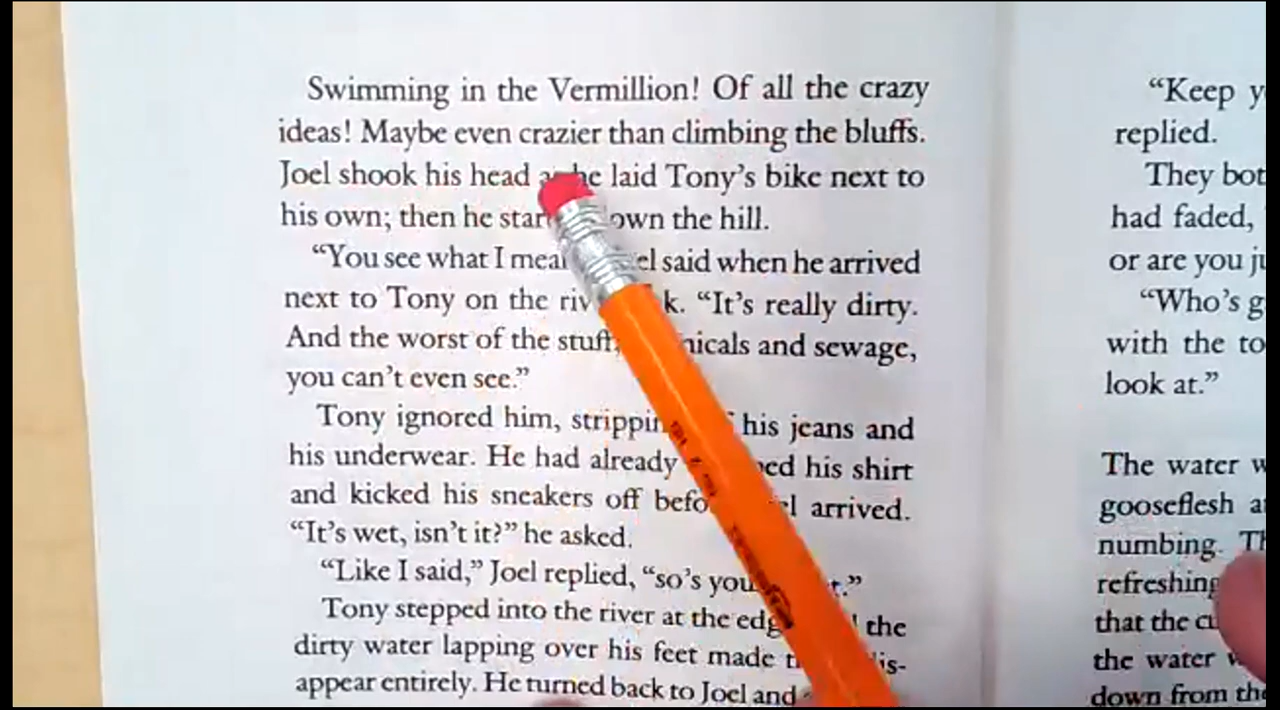 Swimming in the Vermillion! Of all the crazy
ideas! Maybe even crazier than climbing the bluffs.
Joel shook his head he laid Tony's bike next to
his own; then he the hill.
"You see what I said when he arrived
next to Tony on the "It's really dirty.
And the worst of the stuff, and sewage,
you can't even see."
Tony ignored him, his jeans and
his underwear. He had already his shirt
and kicked his sneakers off arrived.
"It's wet, isn't it?" he asked.
"Like I said," Joel replied, "so's
Tony stepped into the river at the the
dirty water lapping over his feet made
appear entirely. He turned back to Joel and
"Keep
replied.
They
had faded,
or are you
"Who's
with the
look at."
The water
gooseflesh
numbing.
refreshing
that the
the water
down from the